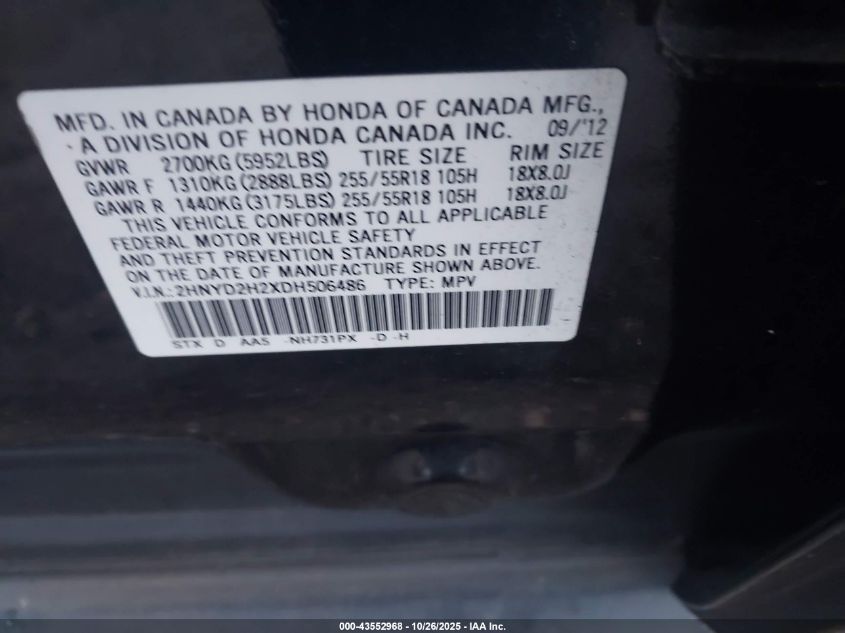 MFD. IN CANADA BY HONDA OF CANADA MFG.,
A DIVISION OF HONDA CANADA INC. 09/'12
GVWR 2700KG (5952LBS) TIRE SIZE RIM SIZE
GAWR F 1310KG (2888LBS) 255/55R18 105H 18X8.0J
GAWR R 1440KG (3175LBS) 255/55R18 105H 18X8.0J
THIS VEHICLE CONFORMS TO ALL APPLICABLE
FEDERAL MOTOR VEHICLE SAFETY
AND THEFT PREVENTION STANDARDS IN EFFECT
ON THE DATE OF MANUFACTURE SHOWN ABOVE.
V.I.N.:2HNYD2H2XDH506486 TYPE: MPV
STX D AAS -NH731PX -D -H
000-43552968 - 10/26/2025 - IAA Inc.